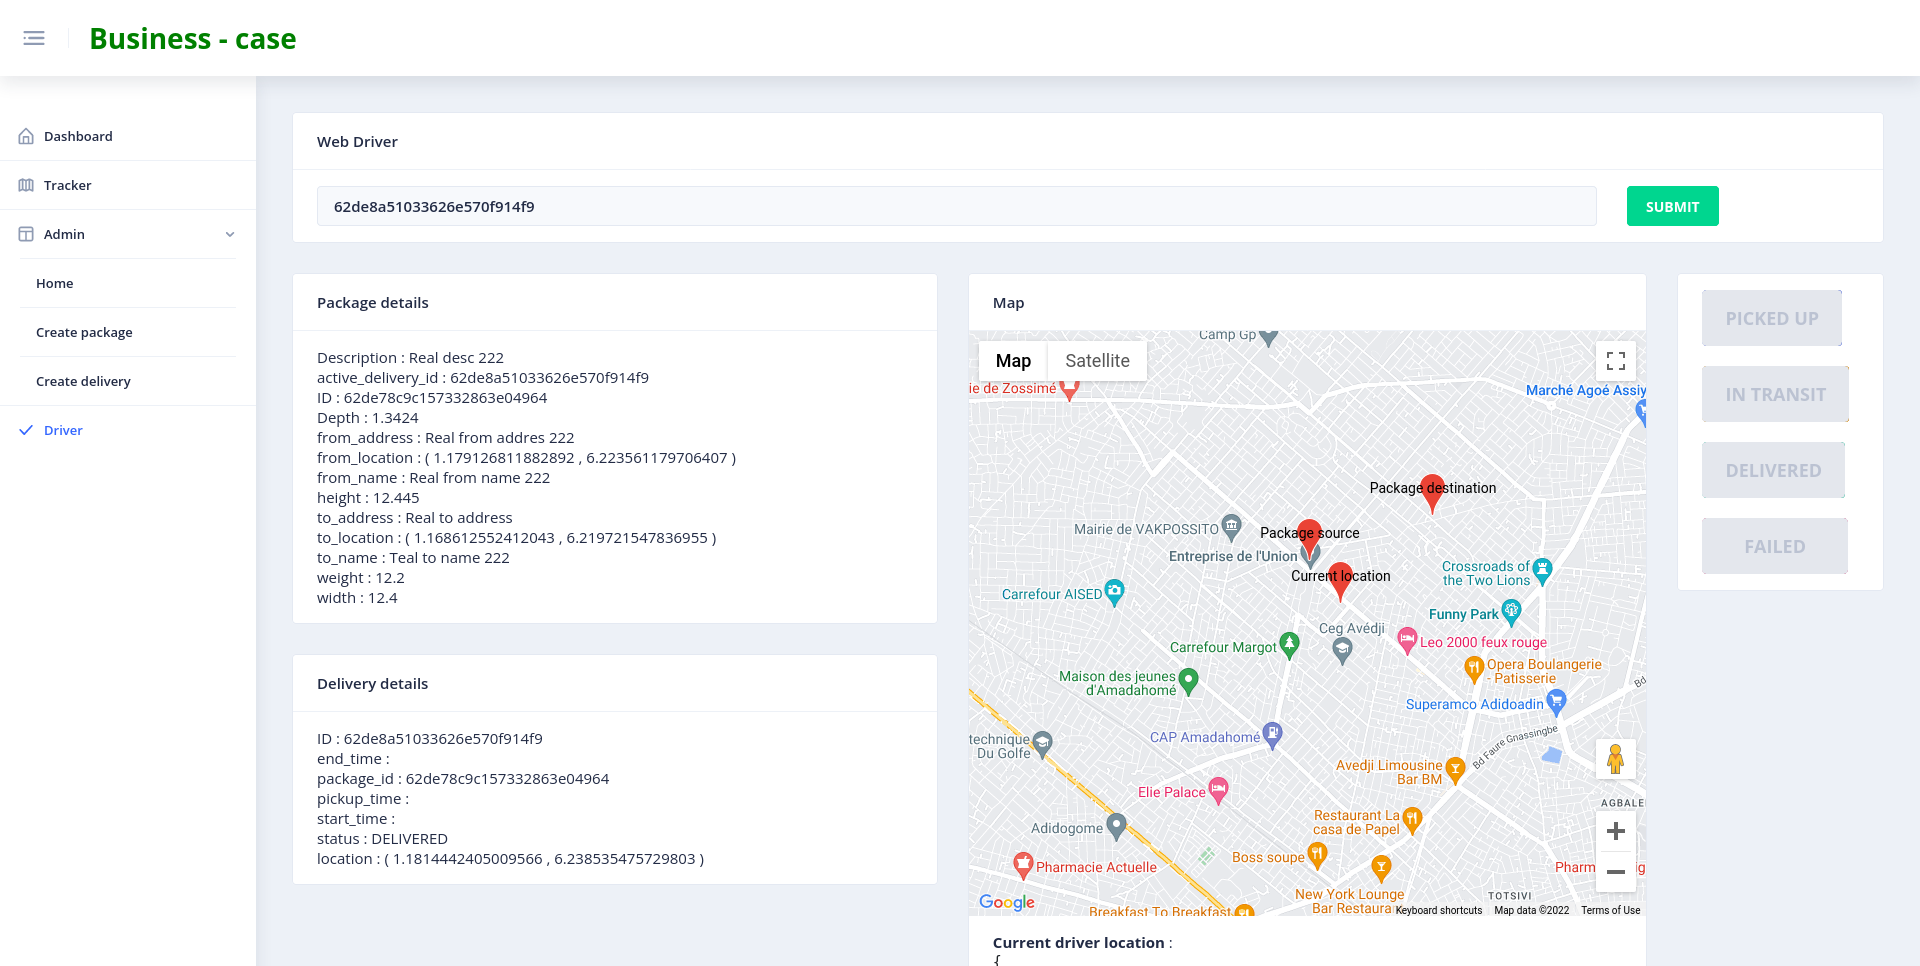 Business - case
Dashboard
Tracker
Admin
Home
Create package
Create delivery
Driver
Web Driver
62de8a51033626e570f914f9
SUBMIT
Package details
Description : Real desc 222
active_delivery_id : 62de8a51033626e570f914f9
ID : 62de78c9c157332863e04964
Depth : 1.3424
from_address : Real from addres 222
from_location : ( 1.179126811882892 , 6.223561179706407 )
from_name : Real from name 222
height : 12.445
to_address : Real to address
to_location : ( 1.168612552412043 , 6.219721547836955 )
to_name : Teal to name 222
weight : 12.2
width : 12.4
Delivery details
ID : 62de8a51033626e570f914f9
end_time :
package_id : 62de78c9c157332863e04964
pickup_time :
start_time :
status : DELIVERED
location : ( 1.1814442405009566 , 6.238535475729803 )
Map
Camp Gp
Map
Satellite
ie de Zossimé
Marché Agoé Assiy
Package destination
Mairie de VAKPOSSITO
Package source
Entreprise de l'Union
Current location
Crossroads of
the Two Lions
Carrefour AISED
Funny Park
Ceg Avédji
Leo 2000 feux rouge
Carrefour Margot
Opera Boulangerie
- Patisserie
Maison des jeunes
d'Amadahomé
Bd
Superamco Adidoadin
Bd Faure Gnassingbe
CAP Amadahomé
technique
Du Golfe
Avedji Limousine
Bar BM
Elie Palace
AGBALE
Restaurant La
casa de Papel
Adidogome
Boss soupe
Pharmacie Actuelle
Pharm
New York Lounge
Bar Restaura
TOTSIVI
Google
Breakfast To Breakfast
Keyboard shortcuts
Map data ©2022
Terms of Use
Current driver location :
{
PICKED UP
IN TRANSIT
DELIVERED
FAILED